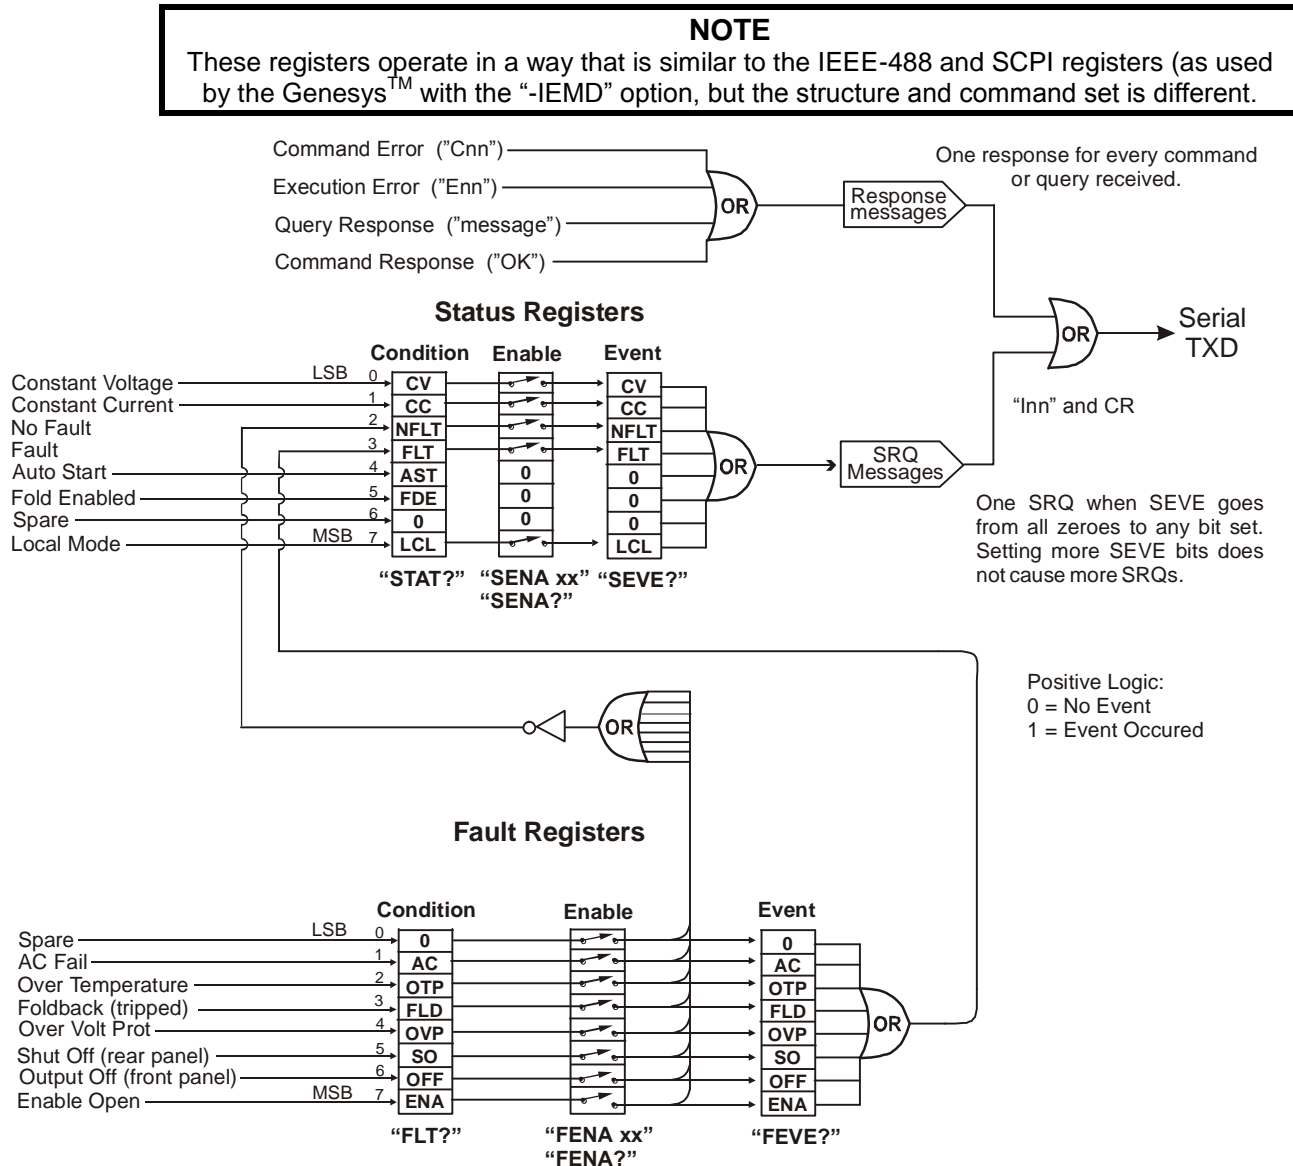 NOTE
These registers operate in a way that is similar to the IEEE-488 and SCPI registers (as used
by the Genesys™ with the “-IEMD” option, but the structure and command set is different.
Command Error (”Cnn”)
Execution Error (”Enn”)
Query Response (”message”)
Command Response (”OK”)
OR
Response
messages
One response for every command
or query received.
OR
Serial
TXD
“Inn” and CR
Status Registers
Condition Enable Event
Constant Voltage LSB 0 CV CV
Constant Current 1 CC CC
No Fault 2 NFLT NFLT
Fault 3 FLT FLT
Auto Start 4 AST 0 0
Fold Enabled 5 FDE 0 0
Spare 6 0 0 0
Local Mode MSB 7 LCL LCL
OR
SRQ
Messages
“STAT?” “SENA xx” “SEVE?”
“SENA?”
One SRQ when SEVE goes
from all zeroes to any bit set.
Setting more SEVE bits does
not cause more SRQs.
Positive Logic:
0 = No Event
1 = Event Occured
OR
Fault Registers
Condition Enable Event
Spare LSB 0 0 0
AC Fail 1 AC AC
Over Temperature 2 OTP OTP
Foldback (tripped) 3 FLD FLD
Over Volt Prot 4 OVP OVP
Shut Off (rear panel) 5 SO SO
Output Off (front panel) 6 OFF OFF
Enable Open MSB 7 ENA ENA
OR
“FLT?” “FENA xx” “FEVE?”
“FENA?”